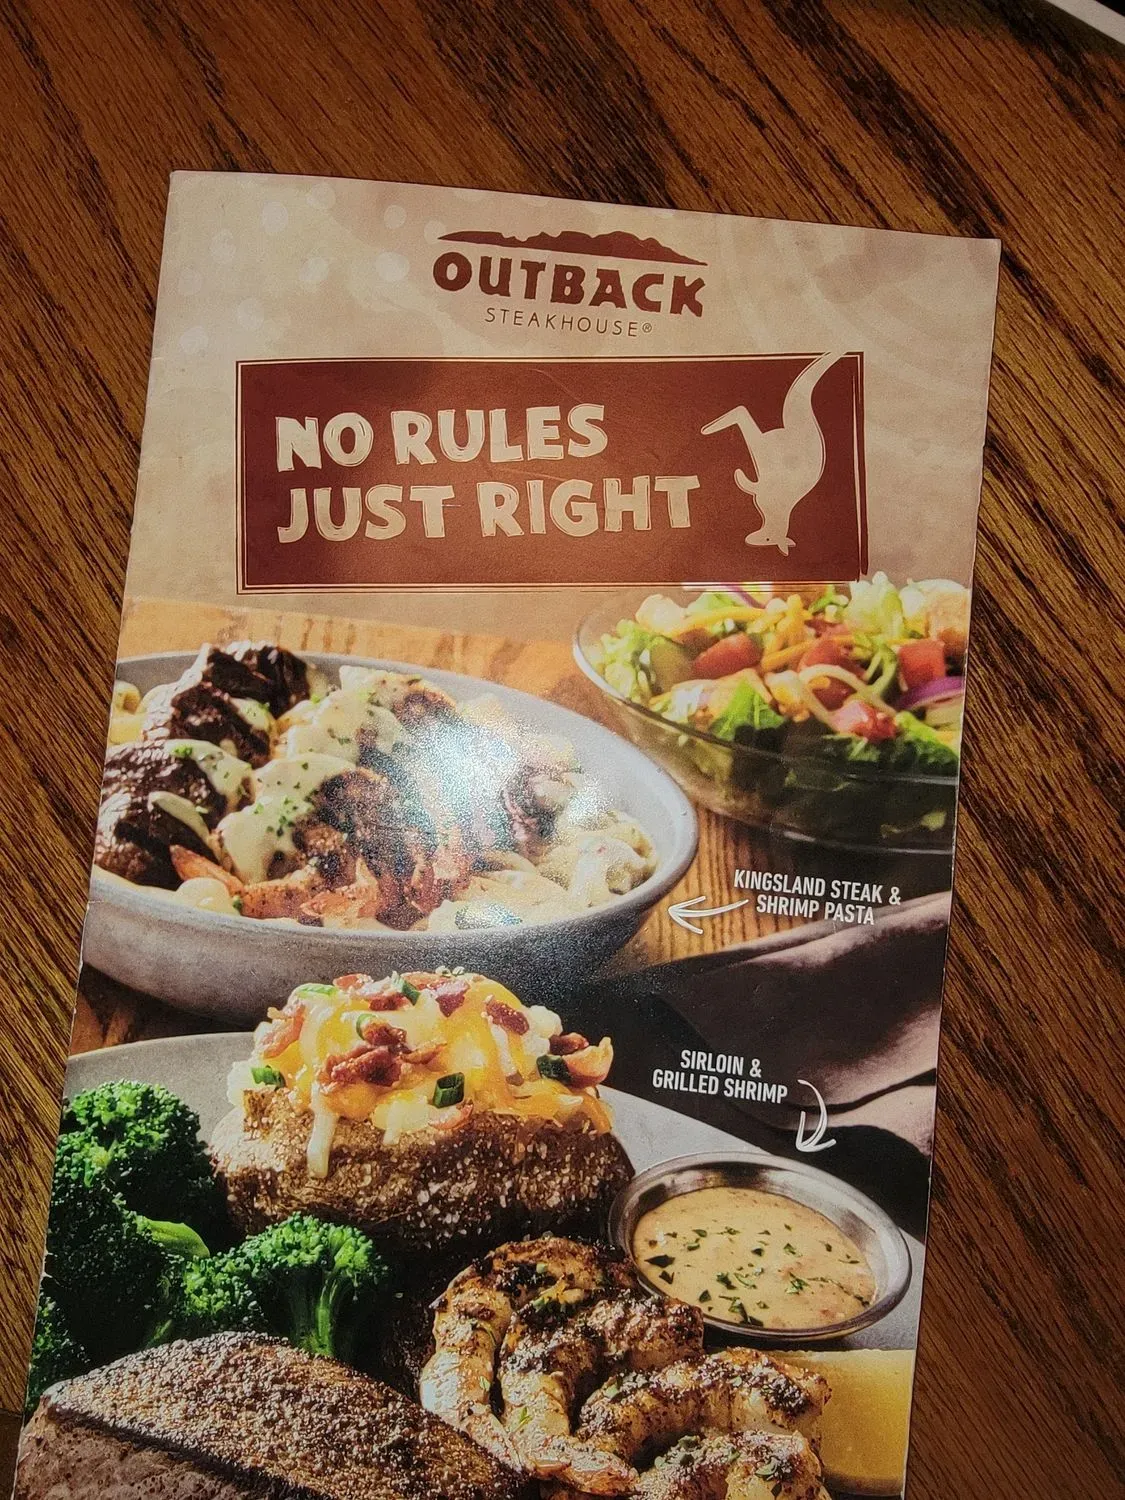 OUTBACK
STEAKHOUSE®
NO RULES
JUST RIGHT
KINGSLAND STEAK &
SHRIMP PASTA
SIRLOIN &
GRILLED SHRIMP